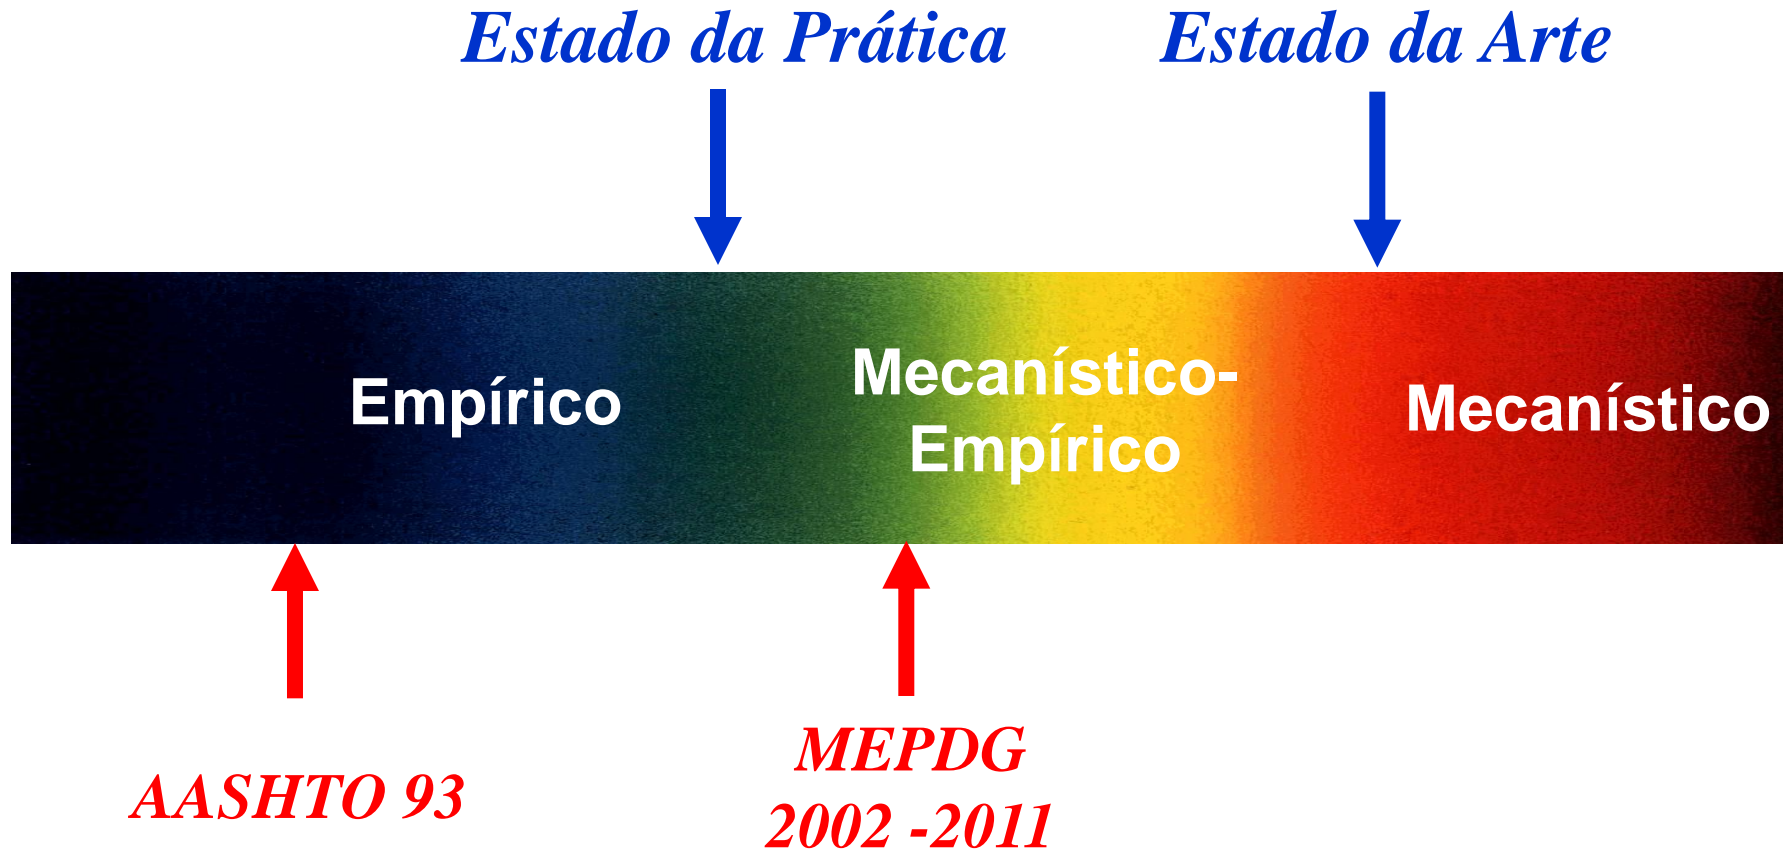 Estado da Prática
Estado da Arte
Empírico
Mecanístico-
Empírico
Mecanístico
AASHTO 93
MEPDG
2002 -2011